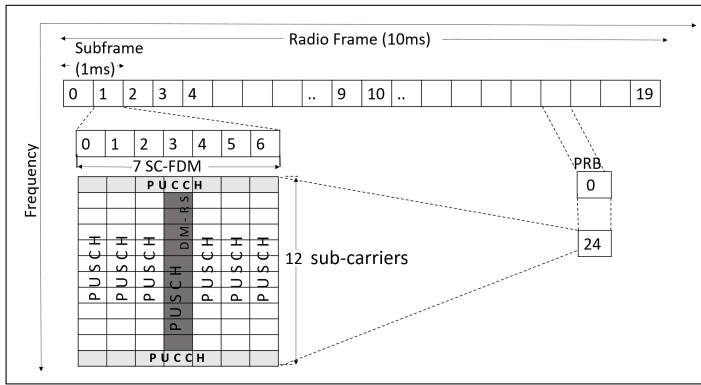 Radio Frame (10ms)
Subframe
(1ms)
0 1 2 3 4 .. 9 10 .. 19
0 1 2 3 4 5 6
7 SC-FDM
PRB
0
24
PUCCH
PUSCH PUSCH PUSCH PUSCH DM-RS PUSCH PUSCH PUSCH
12 sub-carriers
PUCCH
Frequency